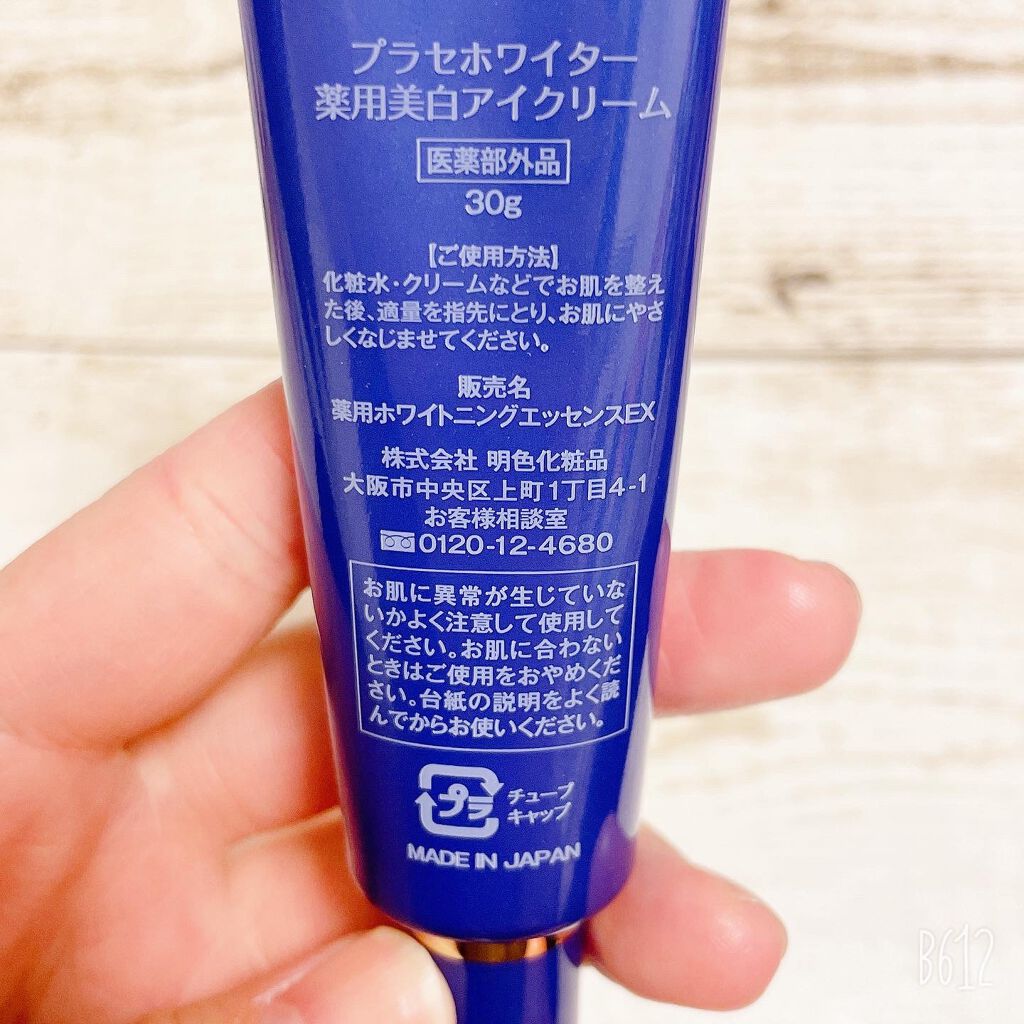 プラセホワイター
薬用美白アイクリーム
医薬部外品
30g
【ご使用方法】
化粧水・クリームなどでお肌を整え
た後、適量を指先にとり、お肌にやさ
しくなじませてください。
販売名
薬用ホワイトニングエッセンスEX
株式会社 明色化粧品
大阪市中央区上町1丁目4-1
お客様相談室
0120-12-4680
お肌に異常が生じていな
いかよく注意して使用して
ください。お肌に合わない
ときはご使用をおやめくだ
さい。台紙の説明をよく読
んでからお使いください。
プラ
チューブ
キャップ
MADE IN JAPAN
B612